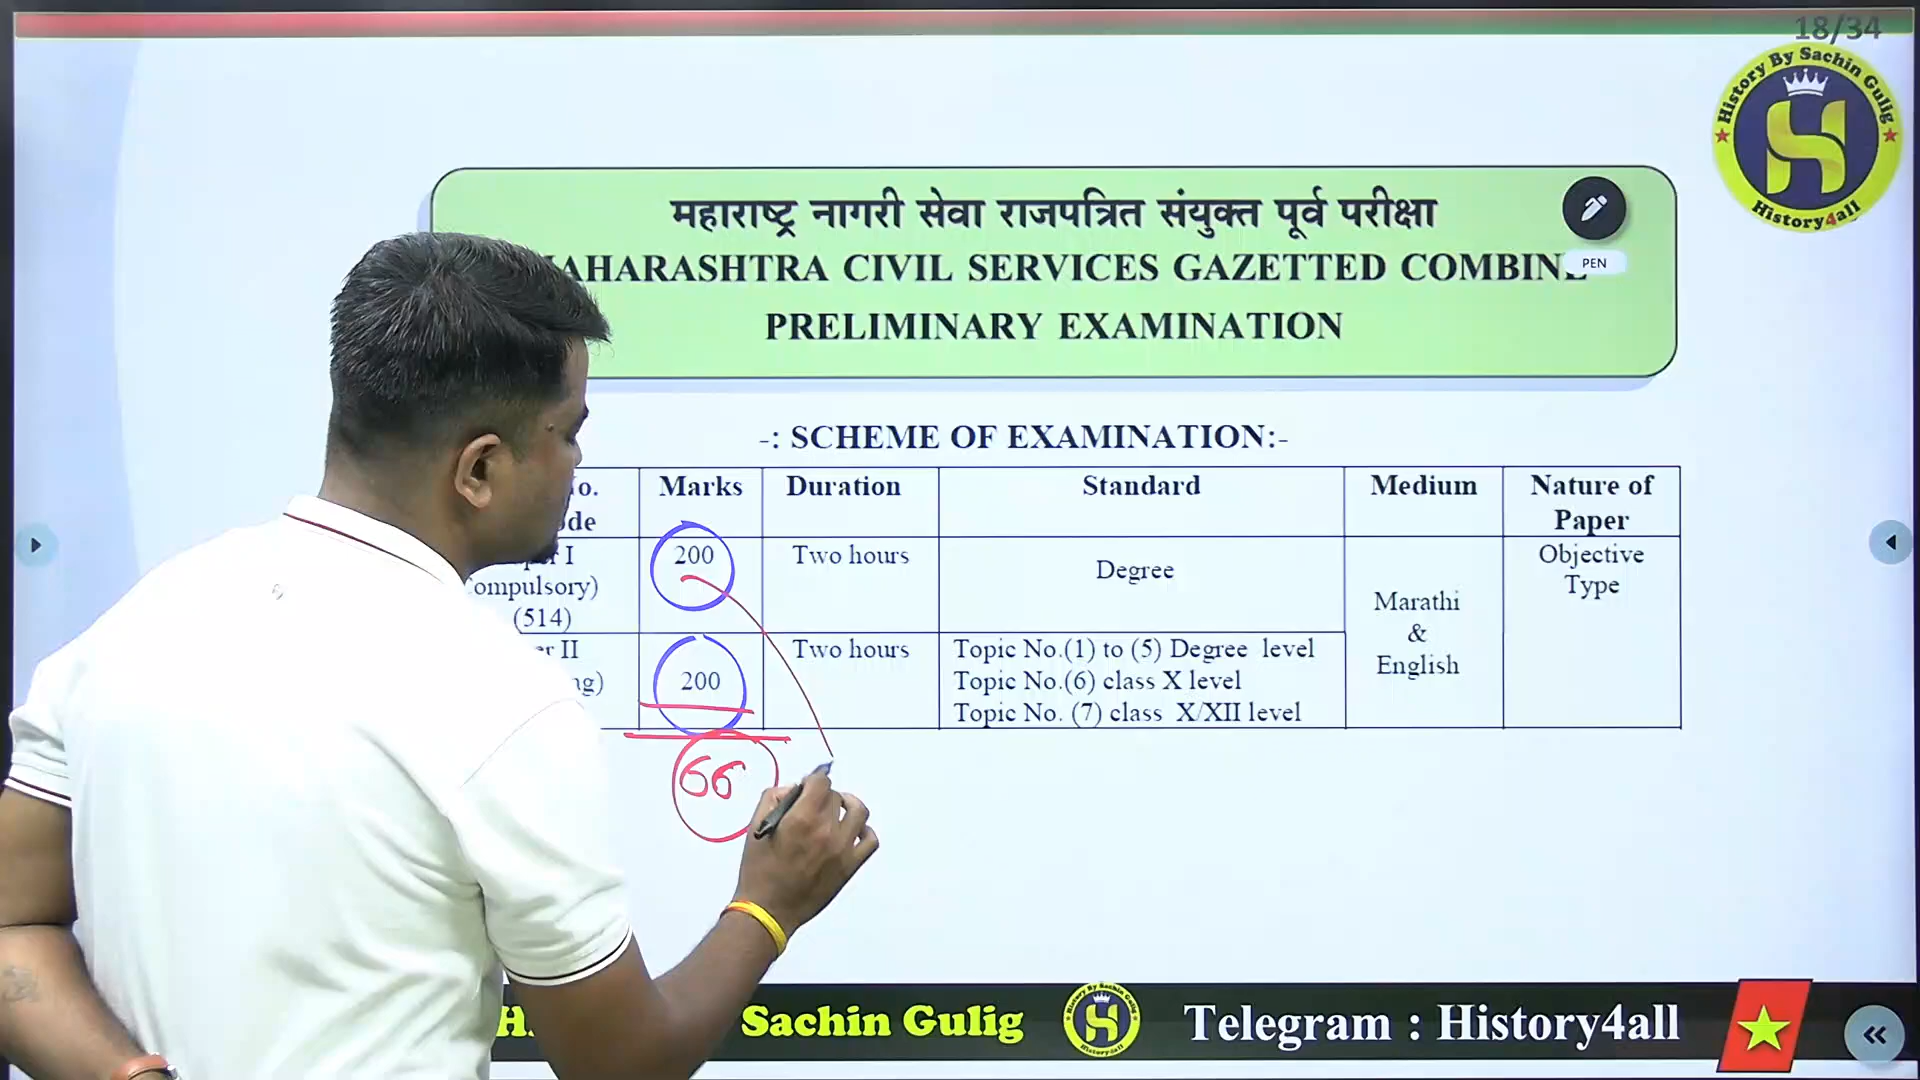 18/34
History By Sachin Gulig
History4all
महाराष्ट्र नागरी सेवा राजपत्रित संयुक्त पूर्व परीक्षा
PEN
MAHARASHTRA CIVIL SERVICES GAZETTED COMBINE
PRELIMINARY EXAMINATION
-: SCHEME OF EXAMINATION:-
Marks Duration Standard Medium Nature of Paper
I 200 Two hours Degree Objective Type
ompulsory)
(514)
Marathi & English
II 200 Two hours Topic No.(1) to (5) Degree level
Topic No.(6) class X level
Topic No. (7) class X/XII level
66
Sachin Gulig
Telegram : History4all